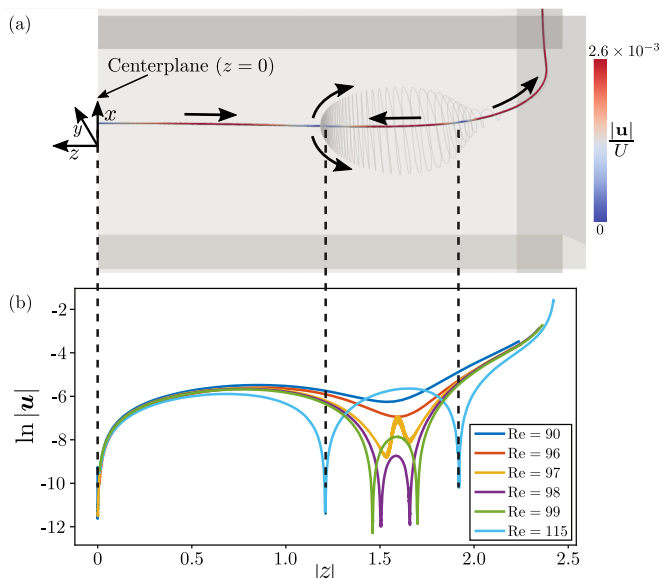 (a)
Centerplane (z = 0)
x
y
z
2.6 × 10⁻³
|u|
U
0
(b)
-2
-4
-6
-8
-10
-12
ln |u|
Re = 90
Re = 96
Re = 97
Re = 98
Re = 99
Re = 115
0 0.5 1.0 1.5 2.0 2.5
|z|